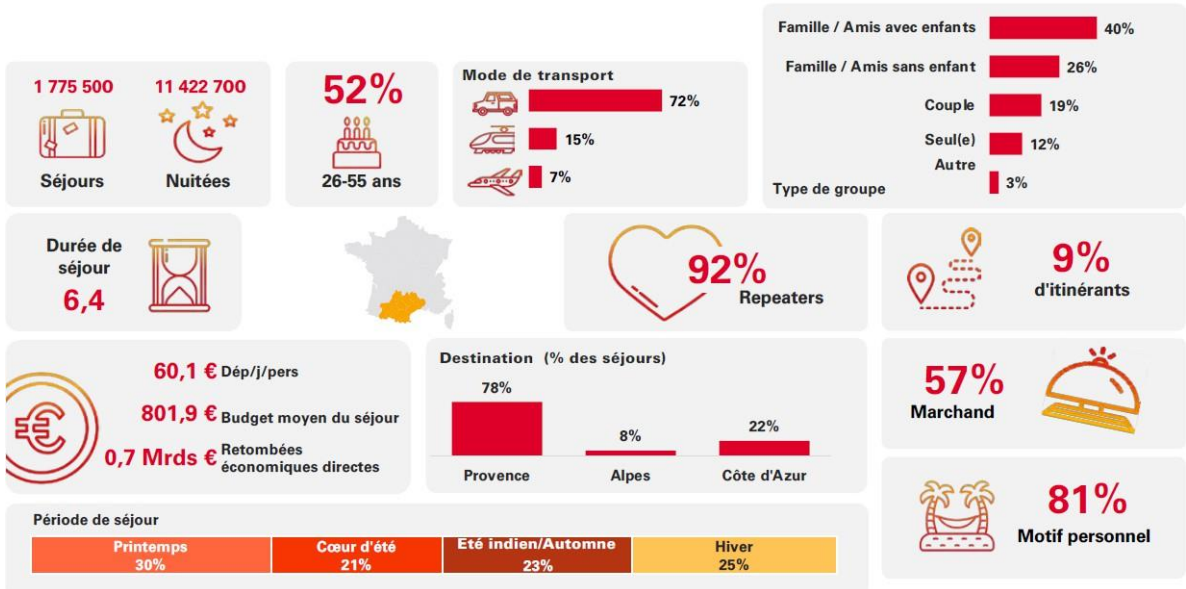 1 775 500
11 422 700
Séjours
Nuitées
52%
26-55 ans
Mode de transport
72%
15%
7%
Famille / Amis avec enfants
40%
Famille / Amis sans enfant
26%
Couple
19%
Seul(e)
12%
Autre
3%
Type de groupe
Durée de
séjour
6,4
92%
Repeaters
9%
d'itinérants
60,1 € Dép/j/pers
801,9 € Budget moyen du séjour
0,7 Mrds € Retombées
économiques directes
Destination (% des séjours)
78%
8%
22%
Provence
Alpes
Côte d'Azur
57%
Marchand
81%
Motif personnel
Période de séjour
Printemps
30%
Cœur d'été
21%
Eté indien/Automne
23%
Hiver
25%